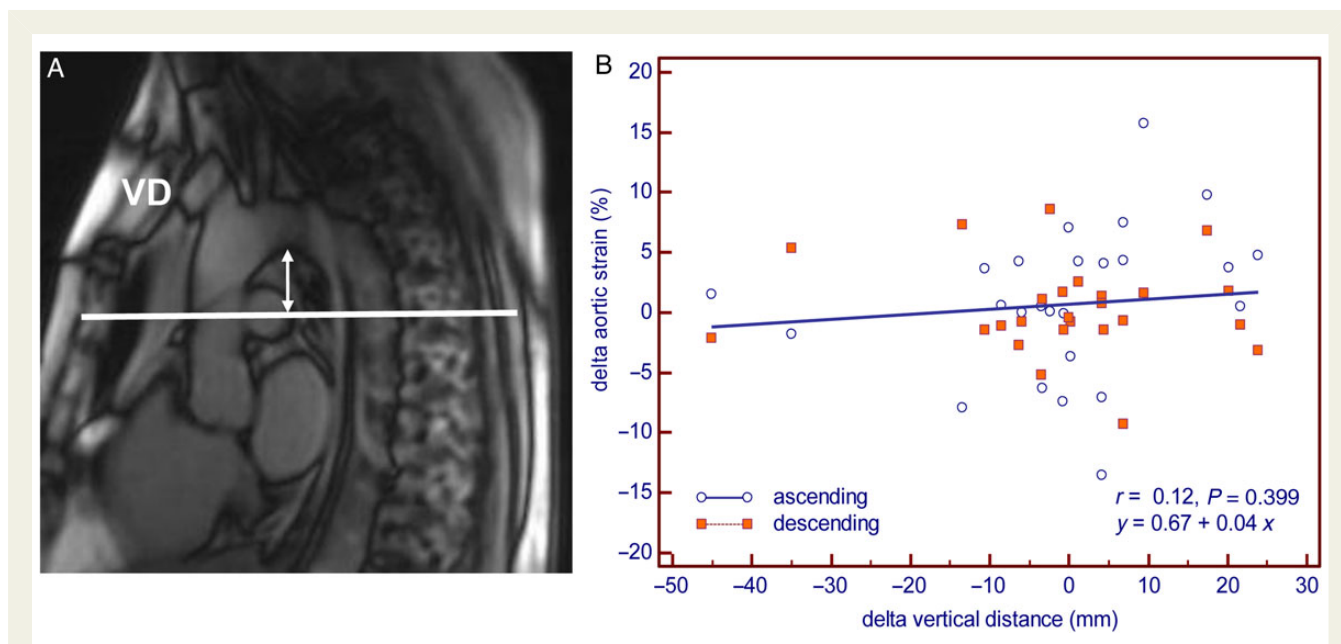 A
VD
B
delta aortic strain (%)
20
15
10
5
0
−5
−10
−15
−20
ascending
descending
r = 0.12, P = 0.399
y = 0.67 + 0.04 x
−50 −40 −30 −20 −10 0 10 20 30
delta vertical distance (mm)